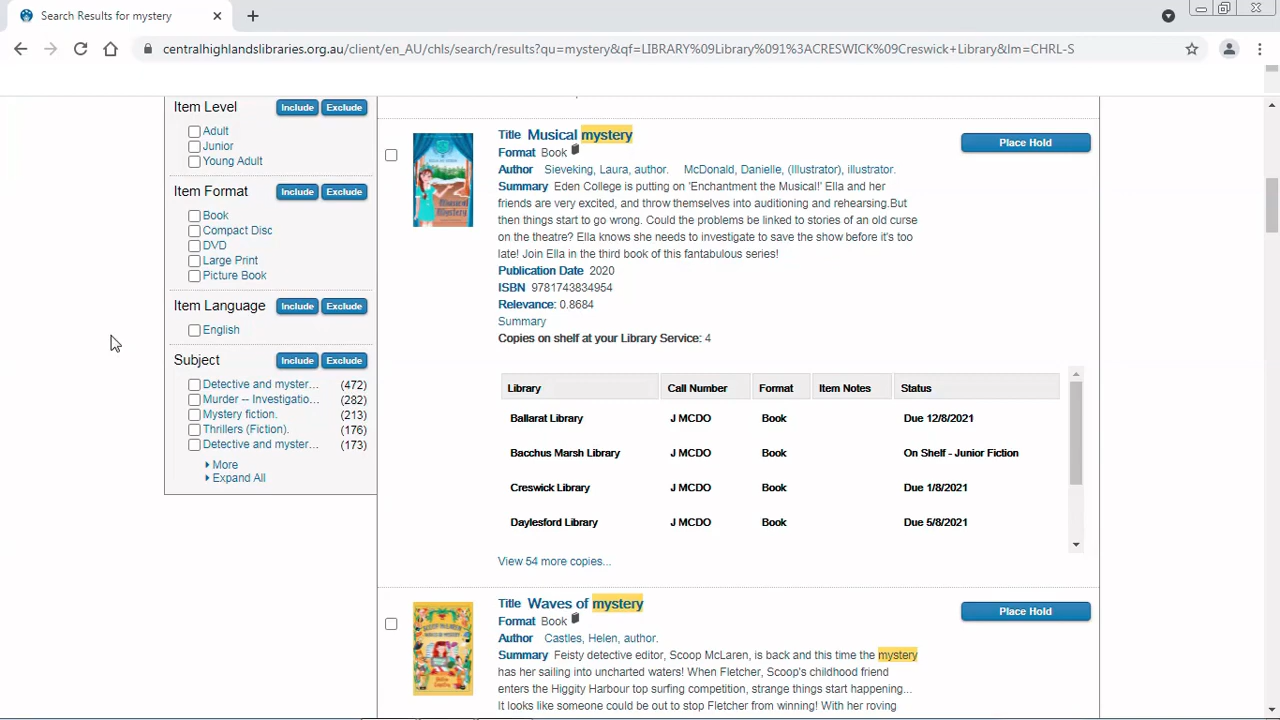 Search Results for mystery
centralhighlandslibraries.org.au/client/en_AU/chls/search/results?qu=mystery&qf=LIBRARY%09Library%091%3ACRESWICK%09Creswick+Library&lm=CHRL-S
Item Level Include Exclude
Adult
Junior
Young Adult
Item Format Include Exclude
Book
Compact Disc
DVD
Large Print
Picture Book
Item Language Include Exclude
English
Subject Include Exclude
Detective and myster... (472)
Murder -- Investigatio... (282)
Mystery fiction. (213)
Thrillers (Fiction). (176)
Detective and myster... (173)
More
Expand All
Title Musical mystery
Place Hold
Format Book
Author Sieveking, Laura, author. McDonald, Danielle, (Illustrator), illustrator.
Summary Eden College is putting on 'Enchantment the Musical!' Ella and her
friends are very excited, and throw themselves into auditioning and rehearsing.But
then things start to go wrong. Could the problems be linked to stories of an old curse
on the theatre? Ella knows she needs to investigate to save the show before it's too
late! Join Ella in the third book of this fantabulous series!
Publication Date 2020
ISBN 9781743834954
Relevance: 0.8684
Summary
Copies on shelf at your Library Service: 4
Library Call Number Format Item Notes Status
Ballarat Library J MCDO Book Due 12/8/2021
Bacchus Marsh Library J MCDO Book On Shelf - Junior Fiction
Creswick Library J MCDO Book Due 1/8/2021
Daylesford Library J MCDO Book Due 5/8/2021
View 54 more copies...
Title Waves of mystery
Place Hold
Format Book
Author Castles, Helen, author.
Summary Feisty detective editor, Scoop McLaren, is back and this time the mystery
has her sailing into uncharted waters! When Fletcher, Scoop's childhood friend
enters the Higgity Harbour top surfing competition, strange things start happening...
It looks like someone could be out to stop Fletcher from winning! With her roving
Musical
Mystery